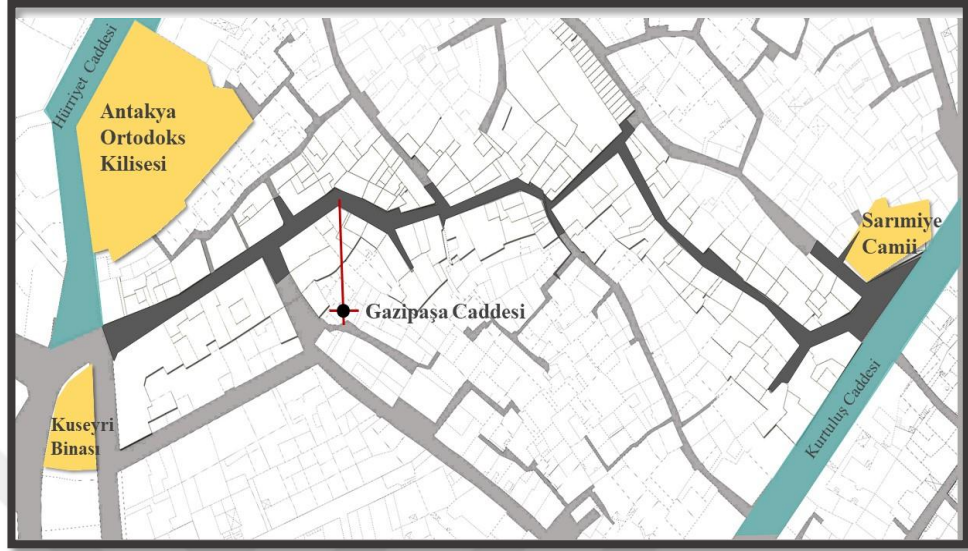 Hürriyet Caddesi
Antakya
Ortodoks
Kilisesi
Sarımiye
Camii
Gazipaşa Caddesi
Kuseyri
Binası
Kurtuluş Caddesi